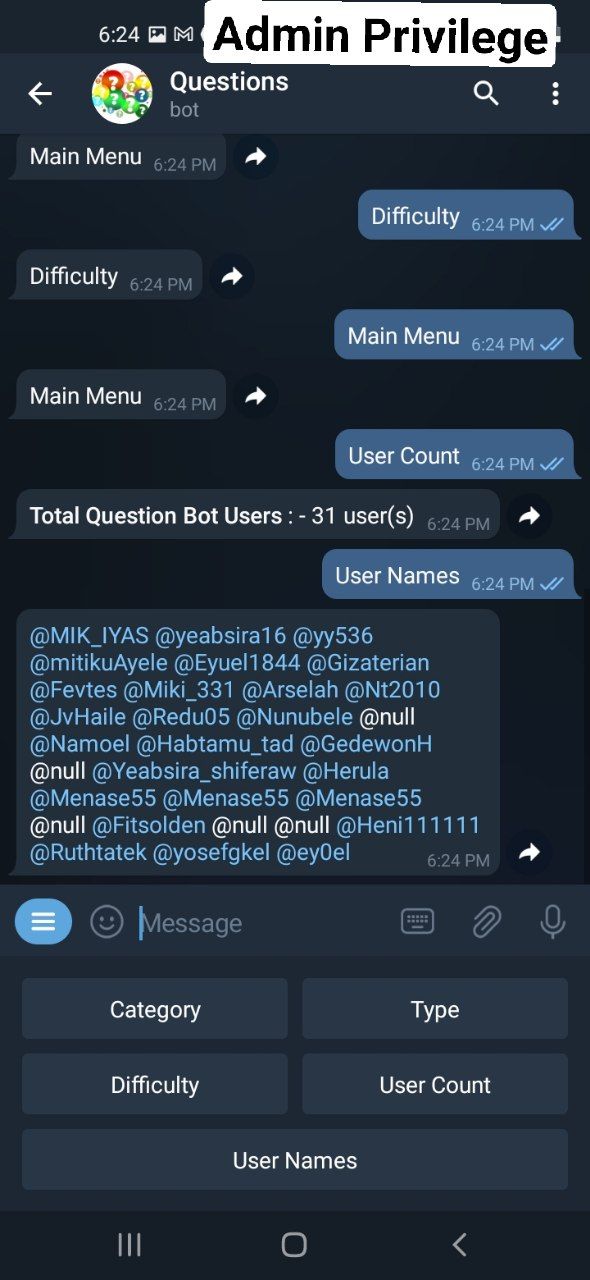 6:24
Admin Privilege
Questions
bot
Main Menu 6:24 PM
Difficulty 6:24 PM
Difficulty 6:24 PM
Main Menu 6:24 PM
Main Menu 6:24 PM
User Count 6:24 PM
Total Question Bot Users : - 31 user(s) 6:24 PM
User Names 6:24 PM
@MIK_IYAS @yeabsira16 @yy536
@mitikuAyele @Eyuel1844 @Gizaterian
@Fevtes @Miki_331 @Arselah @Nt2010
@JvHaile @Redu05 @Nunubele @null
@Namoel @Habtamu_tad @GedewonH
@null @Yeabsira_shiferaw @Herula
@Menase55 @Menase55 @Menase55
@null @Fitsolden @null @null @Heni111111
@Ruthtatek @yosefgkel @ey0el 6:24 PM
Message
Category
Type
Difficulty
User Count
User Names